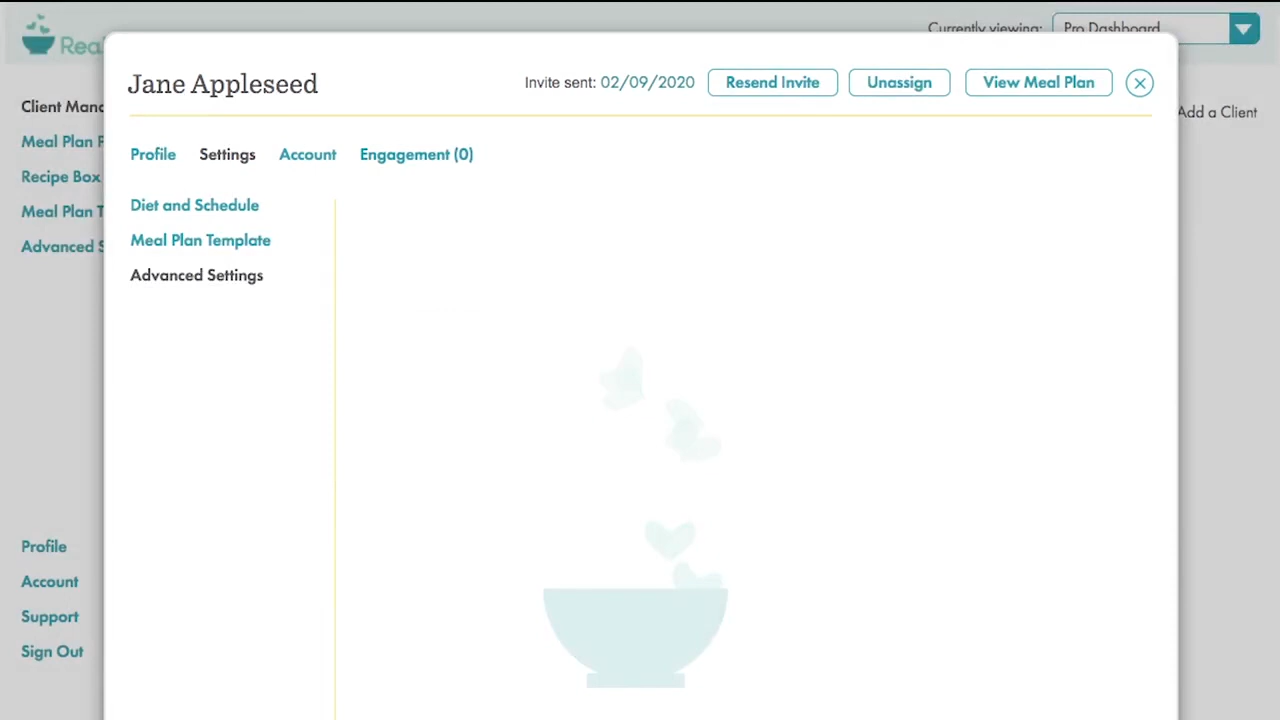 Currently viewing: Pro Dashboard
Rea
Jane Appleseed
Invite sent: 02/09/2020 Resend Invite Unassign View Meal Plan
Client Mana
Add a Client
Meal Plan P
Profile Settings Account Engagement (0)
Recipe Box
Diet and Schedule
Meal Plan T
Meal Plan Template
Advanced S
Advanced Settings
Profile
Account
Support
Sign Out